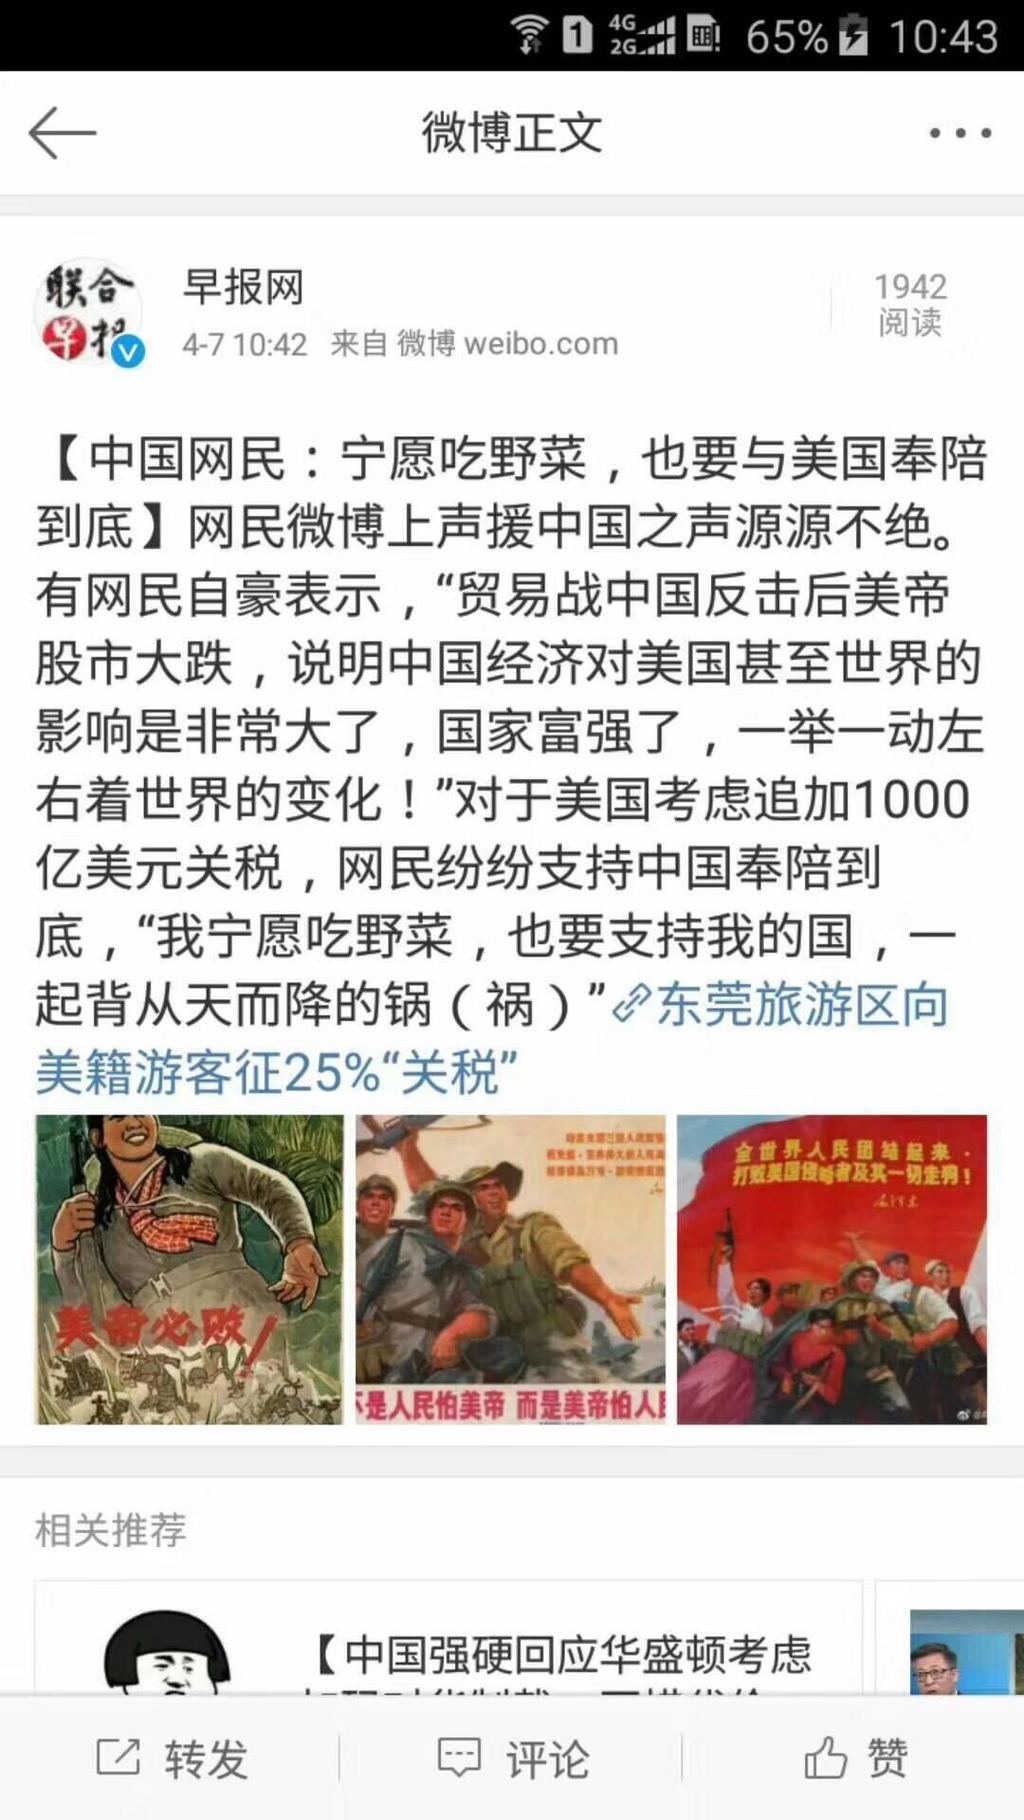 1 4G 2G 65% 10:43
微博正文
联合早报
早报网
1942
阅读
4-7 10:42 来自 微博 weibo.com
【中国网民：宁愿吃野菜，也要与美国奉陪
到底】网民微博上声援中国之声源源不绝。
有网民自豪表示，“贸易战中国反击后美帝
股市大跌，说明中国经济对美国甚至世界的
影响是非常大了，国家富强了，一举一动左
右着世界的变化！”对于美国考虑追加1000
亿美元关税，网民纷纷支持中国奉陪到
底，“我宁愿吃野菜，也要支持我的国，一
起背从天而降的锅（祸）”东莞旅游区向
美籍游客征25%“关税”
美帝必败！
不是人民怕美帝 而是美帝怕人民
全世界人民团结起来，
打败美国侵略者及其一切走狗！
毛泽东
相关推荐
【中国强硬回应华盛顿考虑
转发
评论
赞